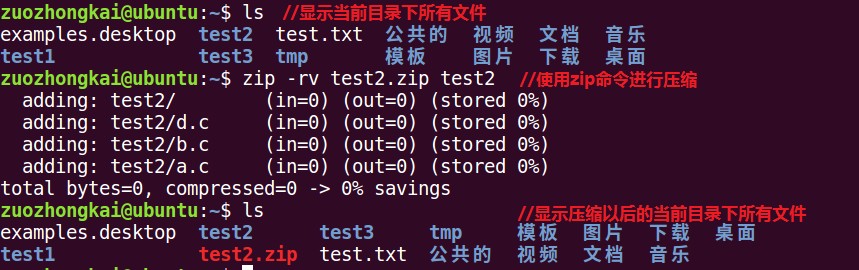 zuozhongkai@ubuntu:~$ ls //显示当前目录下所有文件
examples.desktop test2 test.txt 公共的 视频 文档 音乐
test1 test3 tmp 模板 图片 下载 桌面
zuozhongkai@ubuntu:~$ zip -rv test2.zip test2 //使用zip命令进行压缩
adding: test2/ (in=0) (out=0) (stored 0%)
adding: test2/d.c (in=0) (out=0) (stored 0%)
adding: test2/b.c (in=0) (out=0) (stored 0%)
adding: test2/a.c (in=0) (out=0) (stored 0%)
total bytes=0, compressed=0 -> 0% savings
zuozhongkai@ubuntu:~$ ls //显示压缩以后的当前目录下所有文件
examples.desktop test2 test3 tmp 模板 图片 下载 桌面
test1 test2.zip test.txt 公共的 视频 文档 音乐